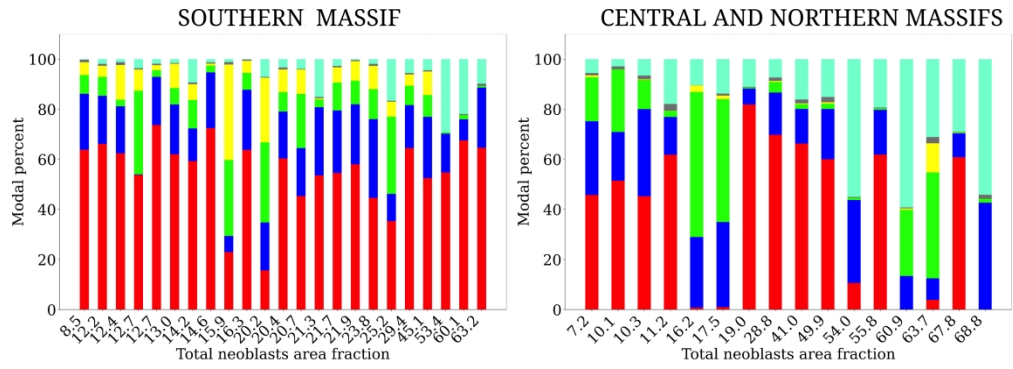 SOUTHERN MASSIF
Modal percent
100
80
60
40
20
0
8.5 12.2 12.4 12.7 12.7 13.0 14.2 14.6 15.9 16.3 20.2 20.4 20.7 21.3 21.7 21.9 23.8 25.2 29.4 45.1 53.4 60.1 63.2
Total neoblasts area fraction
CENTRAL AND NORTHERN MASSIFS
Modal percent
100
80
60
40
20
0
7.2 10.1 10.3 11.2 16.2 17.5 19.0 28.8 41.0 49.9 54.0 55.8 60.9 63.7 67.8 68.8
Total neoblasts area fraction